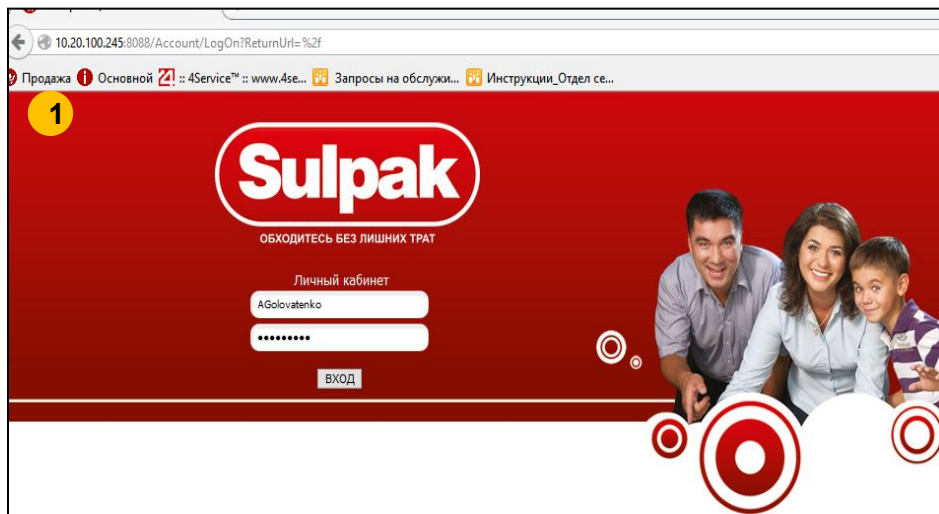 10.20.100.245:8088/Account/LogOn?ReturnUrl=%2f
Продажа Основной :: 4Service™ :: www.4se... Запросы на обслужи... Инструкции_Отдел се...
1
Sulpak
ОБХОДИТЕСЬ БЕЗ ЛИШНИХ ТРАТ
Личный кабинет
AGolovatenko
•••••••••
ВХОД